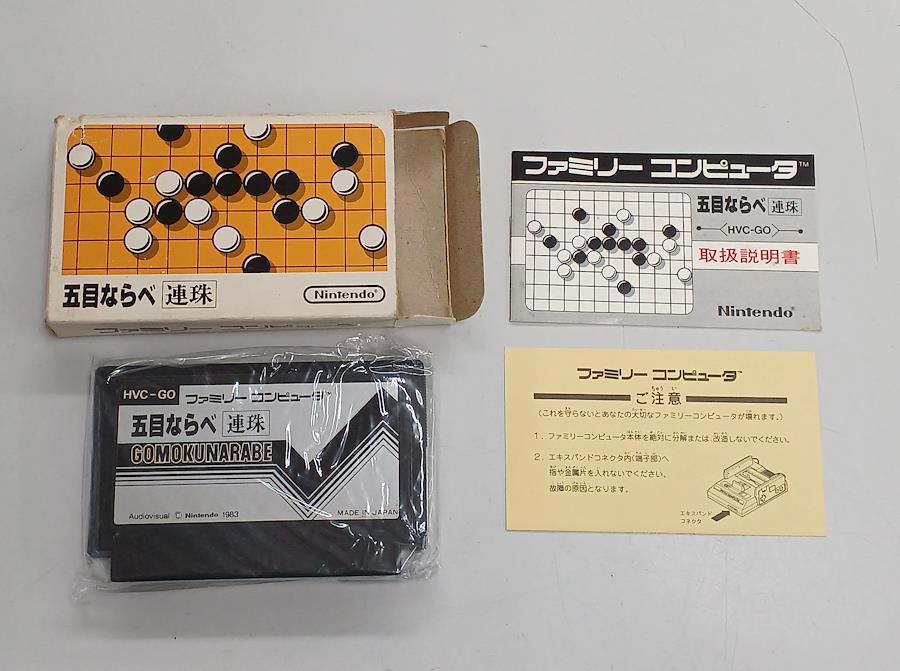 五目ならべ 連珠
Nintendo®
ファミリー コンピュータ
ファミリー コンピュータ™
五目ならべ 連珠
HVC-GO
取扱説明書
Nintendo®
HVC-GO ファミリー コンピュータ™
五目ならべ 連珠
GOMOKUNARABE
Audiovisual © Nintendo 1983
MADE IN JAPAN
ファミリー コンピュータ™
ご注意
(これを守らないとあなたの大切なファミリーコンピュータが壊れます。)
1. ファミリーコンピュータ本体を絶対に分解または、改造しないでください。
2. エキスパンドコネクタ内(端子部)へ
指や金属片を入れないでください。
故障の原因となります。
エキスパンド
コネクタ